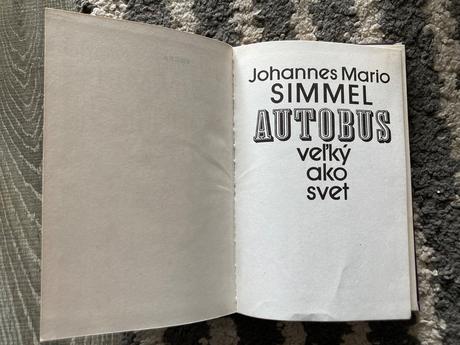 Johannes Mario
SIMMEL
AUTOBUS
veľký
ako
svet